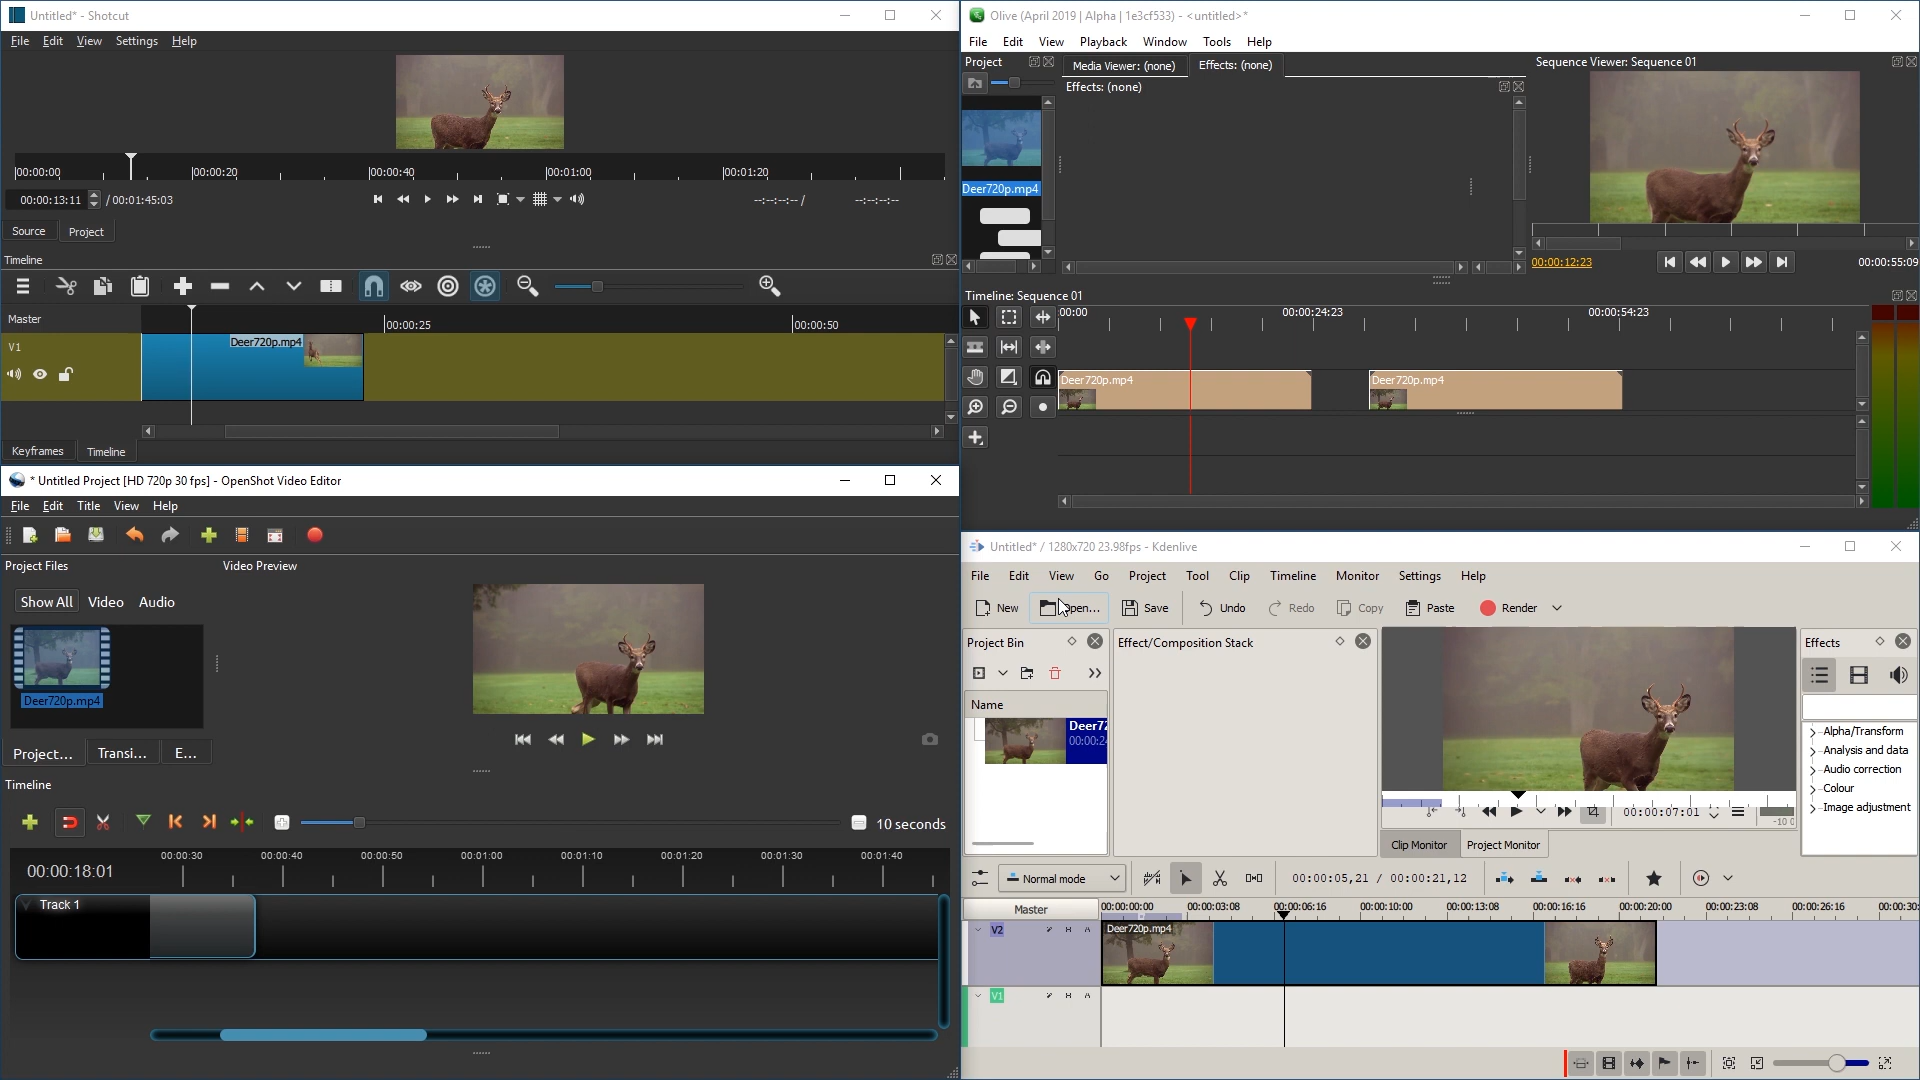 Untitled* - Shotcut
File Edit View Settings Help
00:00:00 00:00:20 00:00:40 00:01:00 00:01:20
00:00:13:11 / 00:01:45:03 --:--:--:-- / --:--:--:--
Source Project
Timeline
Master
00:00:25 00:00:50
V1
Deer720p.mp4
Keyframes Timeline
Olive (April 2019 | Alpha | 1e3cf533) - <untitled>*
File Edit View Playback Window Tools Help
Project
Media Viewer: (none) Effects: (none)
Effects: (none)
Sequence Viewer: Sequence 01
Deer720p.mp4
00:00:12:23 00:00:55:09
Timeline: Sequence 01
:00:00 00:00:24:23 00:00:54:23
Deer720p.mp4 Deer720p.mp4
* Untitled Project [HD 720p 30 fps] - OpenShot Video Editor
File Edit Title View Help
Project Files Video Preview
Show All Video Audio
Deer720p.mp4
Project... Transi... E...
Timeline
10 seconds
00:00:18:01
00:00:30 00:00:40 00:00:50 00:01:00 00:01:10 00:01:20 00:01:30 00:01:40
Track 1
Untitled* / 1280x720 23.98fps - Kdenlive
File Edit View Go Project Tool Clip Timeline Monitor Settings Help
New Open... Save Undo Redo Copy Paste Render
Project Bin Effect/Composition Stack Effects
Name
Deer72
00:00:2
Alpha/Transform
Analysis and data
Audio correction
Colour
Image adjustment
00:00:07:01
-10 0
Clip Monitor Project Monitor
Normal mode 00:00:05,21 / 00:00:21,12
Master
00:00:00:00 00:00:03:08 00:00:06:16 00:00:10:00 00:00:13:08 00:00:16:16 00:00:20:00 00:00:23:08 00:00:26:16 00:00:30:
V2
Deer720p.mp4
V1